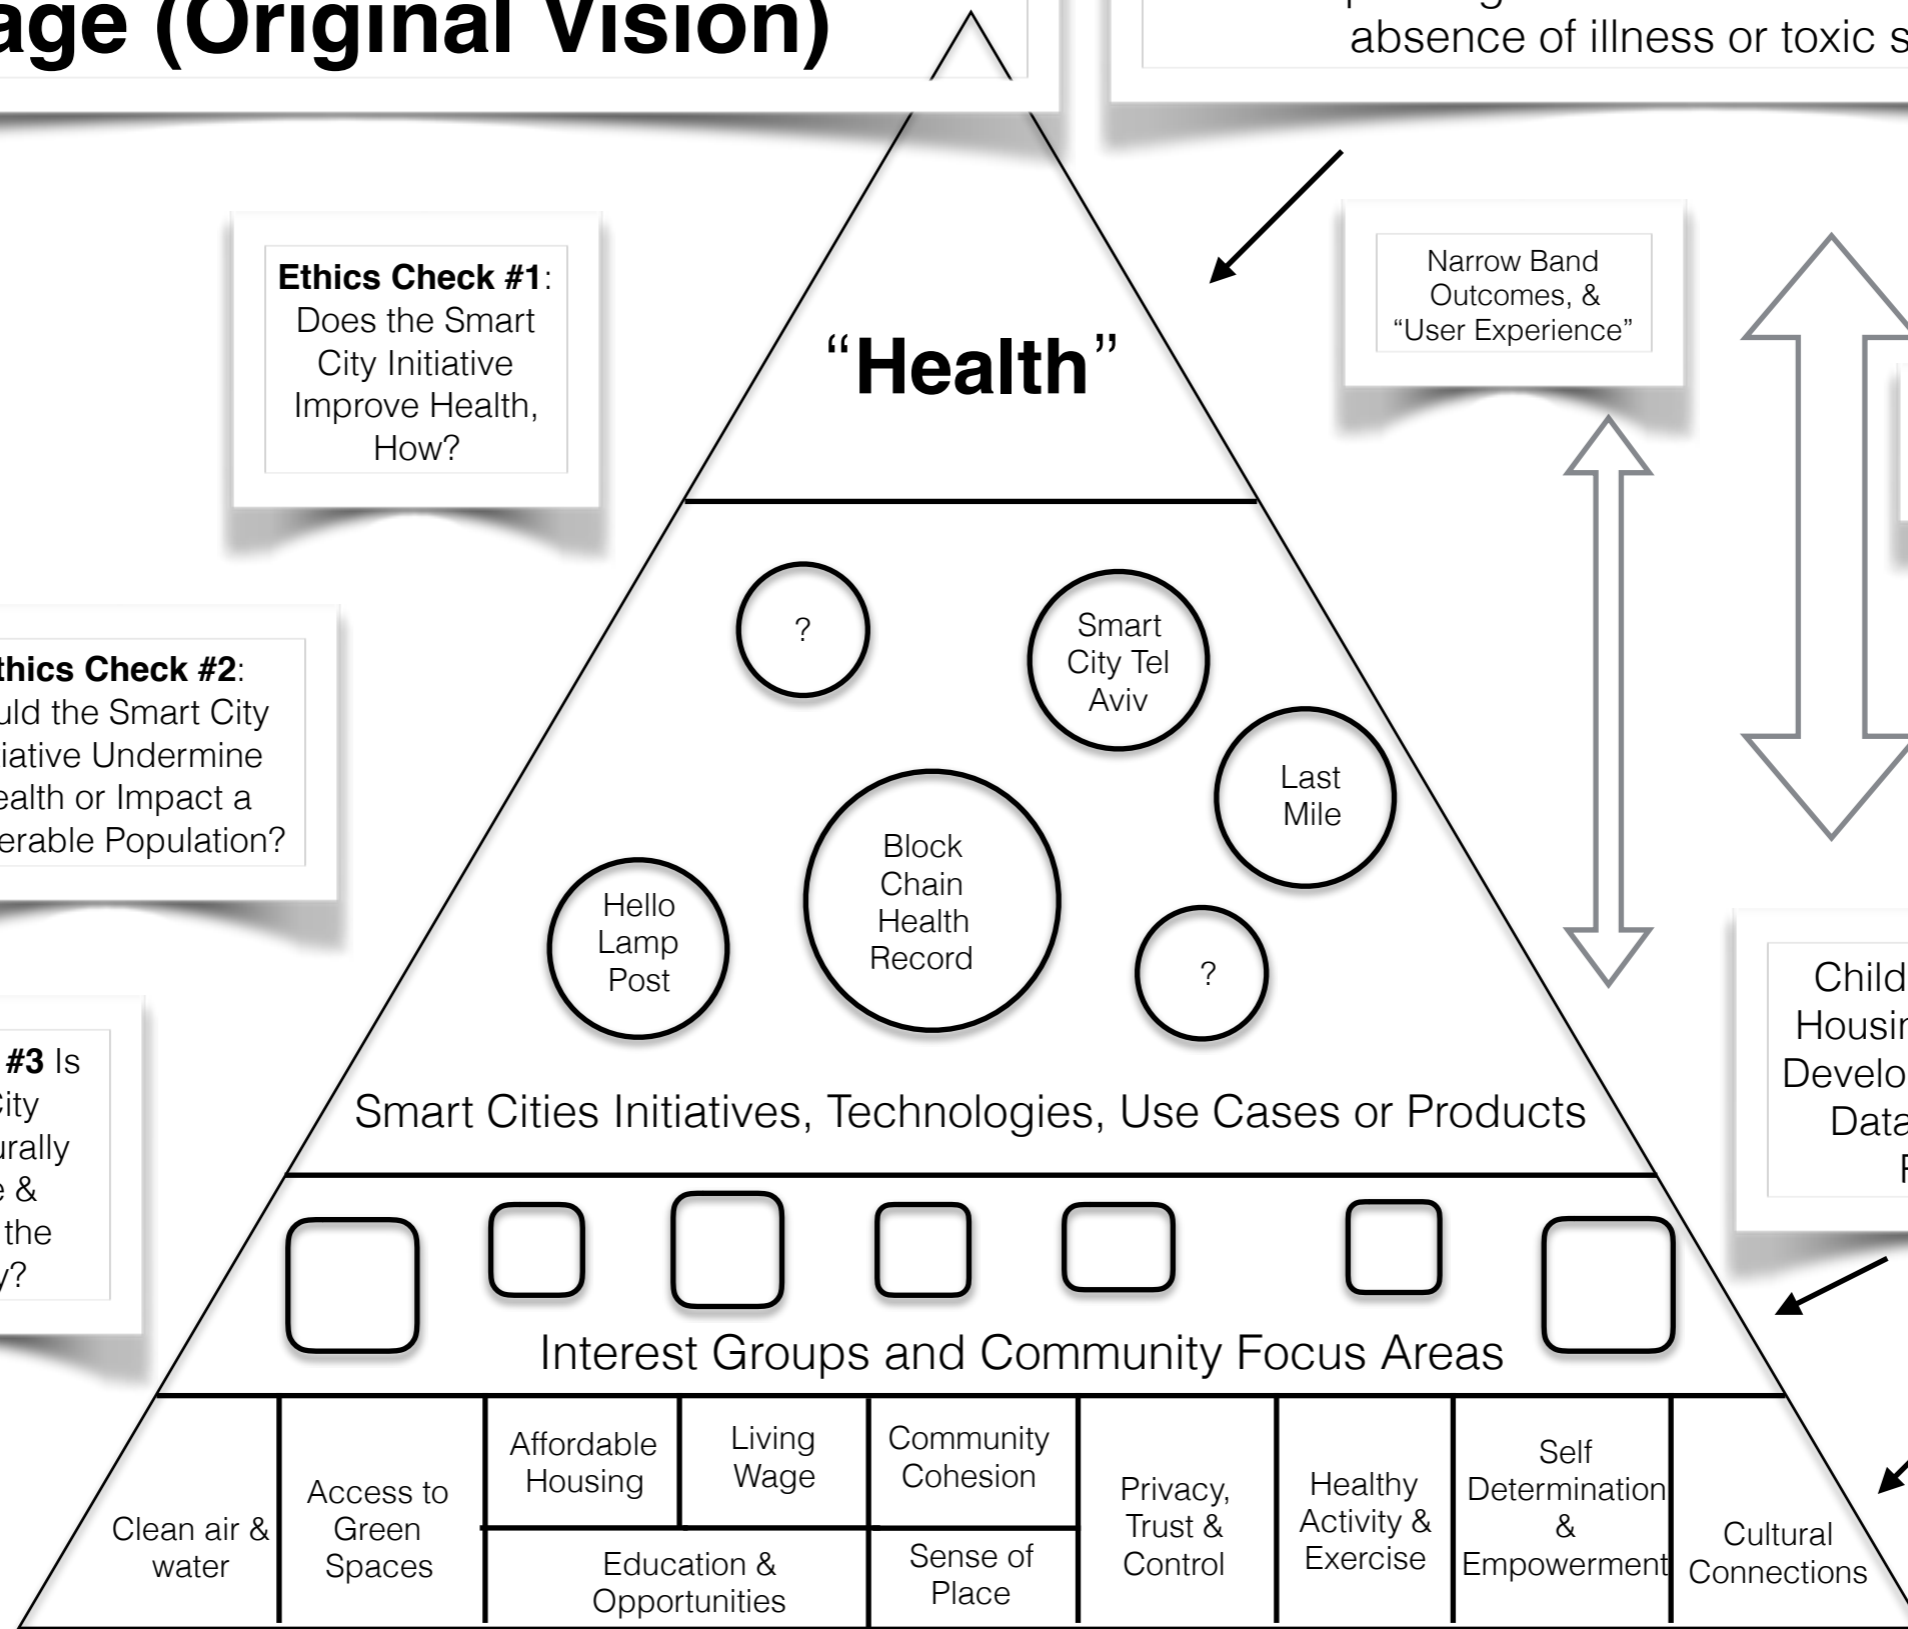 age (Original Vision)
absence of illness or toxic s
Ethics Check #1:
Does the Smart
City Initiative
Improve Health,
How?
Narrow Band
Outcomes, &
“User Experience”
“Health”
?
Smart
City Tel
Aviv
Last
Mile
thics Check #2:
uld the Smart City
tiative Undermine
ealth or Impact a
erable Population?
Block
Chain
Health
Record
Hello
Lamp
Post
?
#3 Is
City
urally
e &
the
y?
Child
Housin
Develo
Data
Smart Cities Initiatives, Technologies, Use Cases or Products
Interest Groups and Community Focus Areas
Clean air &
water
Access to
Green
Spaces
Affordable
Housing
Living
Wage
Education &
Opportunities
Community
Cohesion
Sense of
Place
Privacy,
Trust &
Control
Healthy
Activity &
Exercise
Self
Determination
&
Empowerment
Cultural
Connections